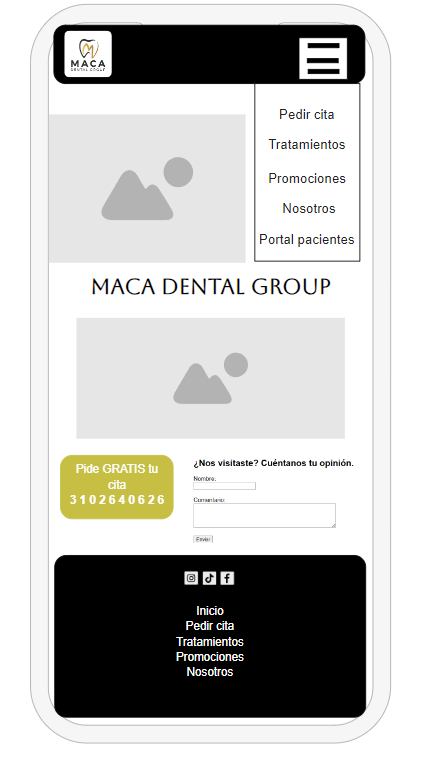 MACA
DENTAL GROUP
Pedir cita
Tratamientos
Promociones
Nosotros
Portal pacientes
MACA DENTAL GROUP
Pide GRATIS tu
cita
3102640626
¿Nos visitaste? Cuéntanos tu opinión.
Nombre:
Comentario:
Enviar
Inicio
Pedir cita
Tratamientos
Promociones
Nosotros